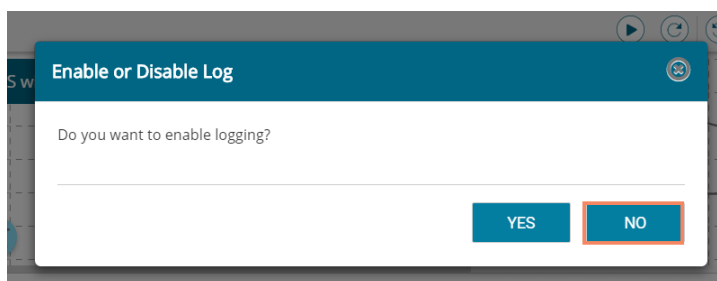 S w
Enable or Disable Log
Do you want to enable logging?
YES NO